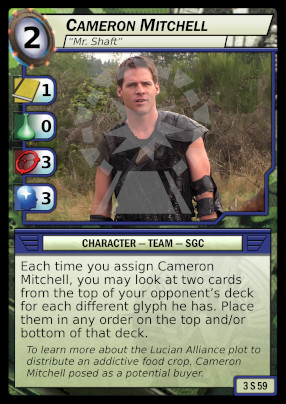 2
CAMERON MITCHELL
"Mr. Shaft"
1
0
3
3
CHARACTER – TEAM – SGC
Each time you assign Cameron
Mitchell, you may look at two cards
from the top of your opponent's deck
for each different glyph he has. Place
them in any order on the top and/or
bottom of that deck.
To learn more about the Lucian Alliance plot to
distribute an addictive food crop, Cameron
Mitchell posed as a potential buyer.
3 S 59